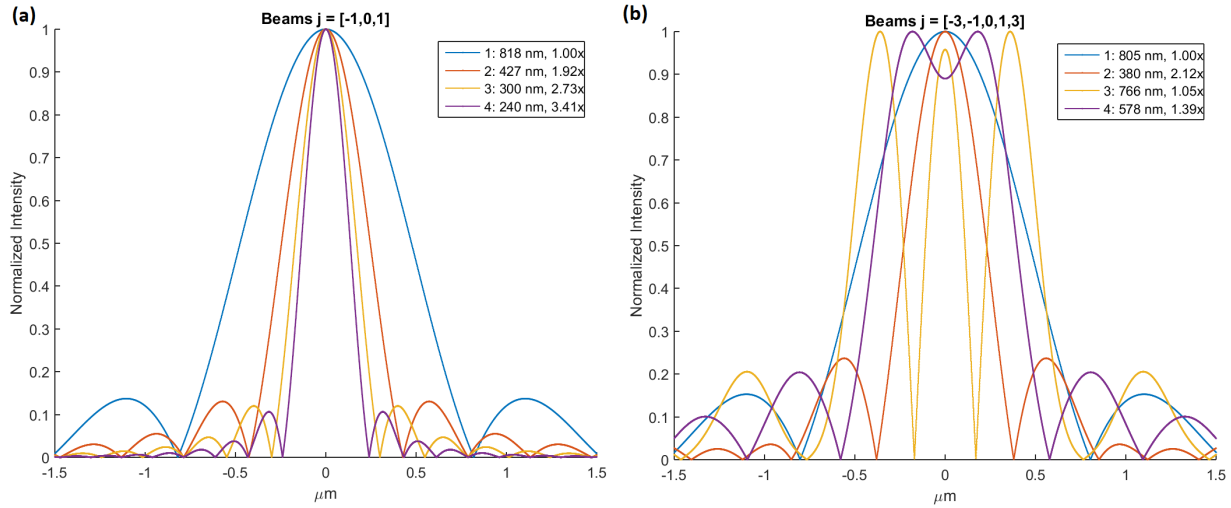 (a)
Beams j = [-1,0,1]
1
0.9
0.8
0.7
0.6
0.5
0.4
0.3
0.2
0.1
0
Normalized Intensity
1: 818 nm, 1.00x
2: 427 nm, 1.92x
3: 300 nm, 2.73x
4: 240 nm, 3.41x
-1.5
-1
-0.5
0
0.5
1
1.5
μm
(b)
Beams j = [-3,-1,0,1,3]
1
0.9
0.8
0.7
0.6
0.5
0.4
0.3
0.2
0.1
0
Normalized Intensity
1: 805 nm, 1.00x
2: 380 nm, 2.12x
3: 766 nm, 1.05x
4: 578 nm, 1.39x
-1.5
-1
-0.5
0
0.5
1
1.5
μm